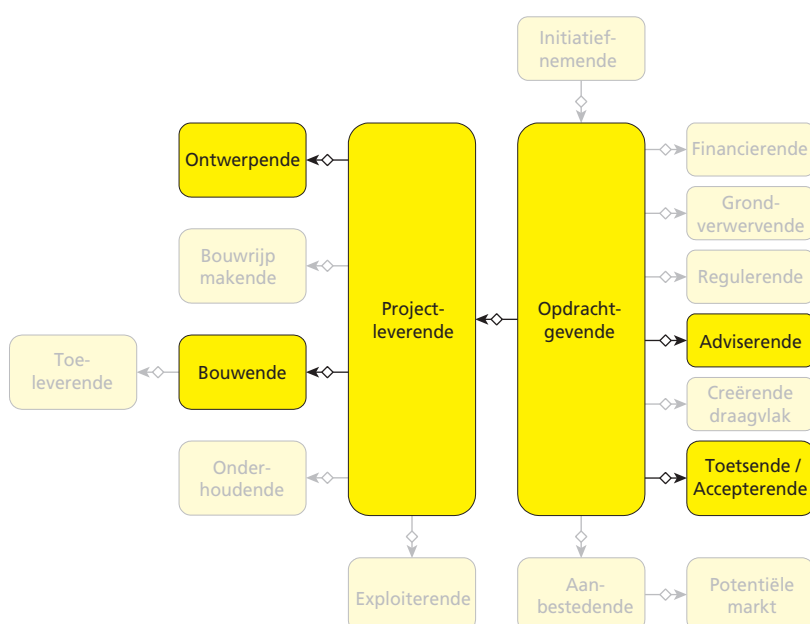 Initiatief-
nemende
Ontwerpende
Financierende
Grond-
verwervende
Bouwrijp
makende
Regulerende
Project-
leverende
Opdracht-
gevende
Adviserende
Toe-
leverende
Bouwende
Creërende
draagvlak
Onder-
houdende
Toetsende /
Accepterende
Exploiterende
Aan-
bestedende
Potentiële
markt